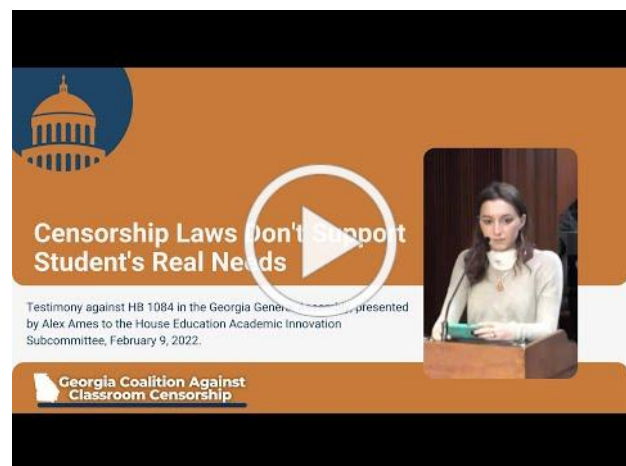 Censorship Laws Don't Support
Student's Real Needs
Testimony against HB 1084 in the Georgia General Assembly, presented
by Alex Ames to the House Education Academic Innovation
Subcommittee, February 9, 2022.
Georgia Coalition Against
Classroom Censorship